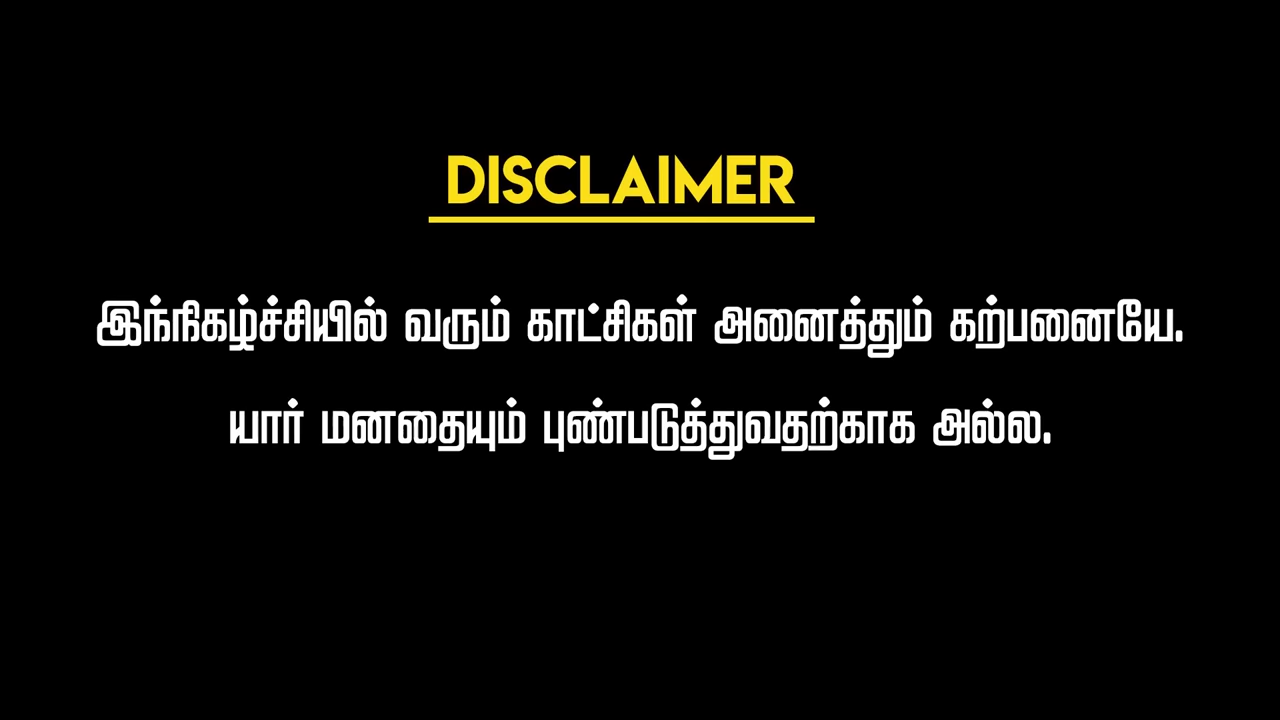 DISCLAIMER
இந்நிகழ்ச்சியில் வரும் காட்சிகள் அனைத்தும் கற்பனையே.
யார் மனதையும் புண்படுத்துவதற்காக அல்ல.